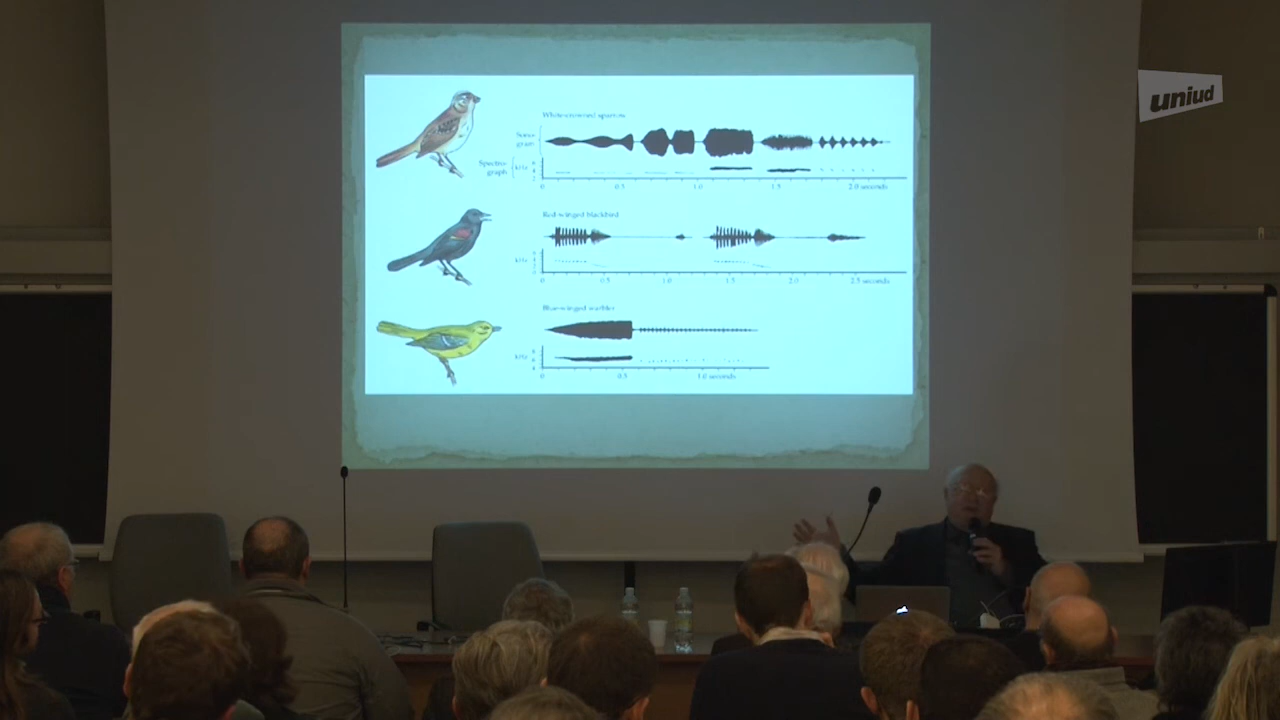 uniud
White-crowned sparrow
Sono-
gram
Spectro-
graph
kHz
0 0.5 1.0 1.5 2.0 seconds
Red-winged blackbird
kHz
0 0.5 1.0 1.5 2.0 2.5 seconds
Blue-winged warbler
kHz
0 0.5 1.0 seconds